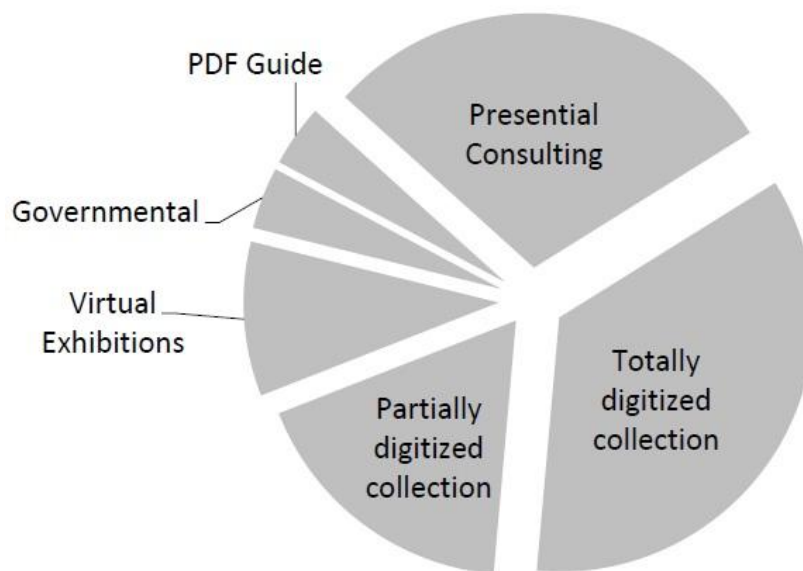 PDF Guide
Presential
Consulting
Governmental
Virtual
Exhibitions
Totally
digitized
collection
Partially
digitized
collection